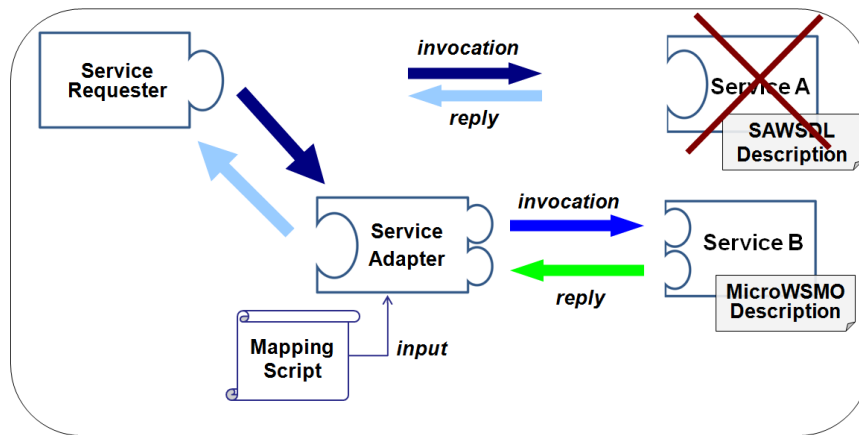 Service
Requester
invocation
reply
Service A
SAWSDL
Description
Service
Adapter
invocation
reply
Service B
MicroWSMO
Description
Mapping
Script
input